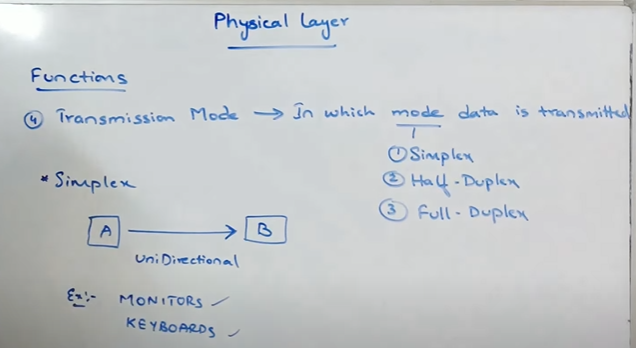 Physical Layer
Functions
④ Transmission Mode → In which mode data is transmitted
① Simplex
② Half-Duplex
③ Full-Duplex
* Simplex
A → B
UniDirectional
Ex:- MONITORS ✓
KEYBOARDS ✓